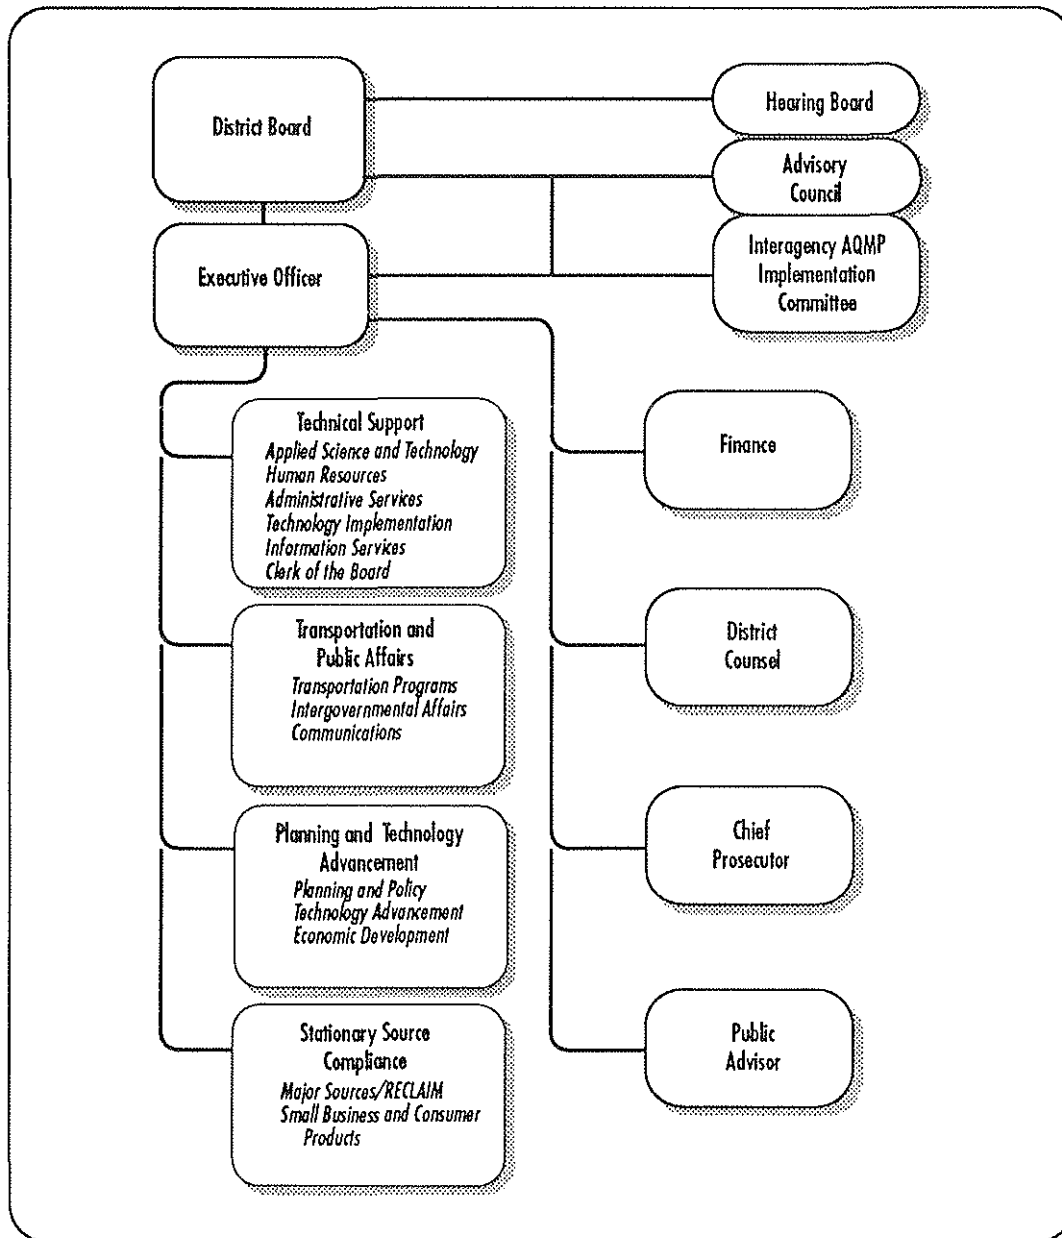 District Board
Hearing Board
Advisory
Council
Executive Officer
Interagency AQMP
Implementation
Committee
Technical Support
Applied Science and Technology
Human Resources
Administrative Services
Technology Implementation
Information Services
Clerk of the Board
Finance
Transportation and
Public Affairs
Transportation Programs
Intergovernmental Affairs
Communications
District
Counsel
Planning and Technology
Advancement
Planning and Policy
Technology Advancement
Economic Development
Chief
Prosecutor
Stationary Source
Compliance
Major Sources/RECLAIM
Small Business and Consumer
Products
Public
Advisor